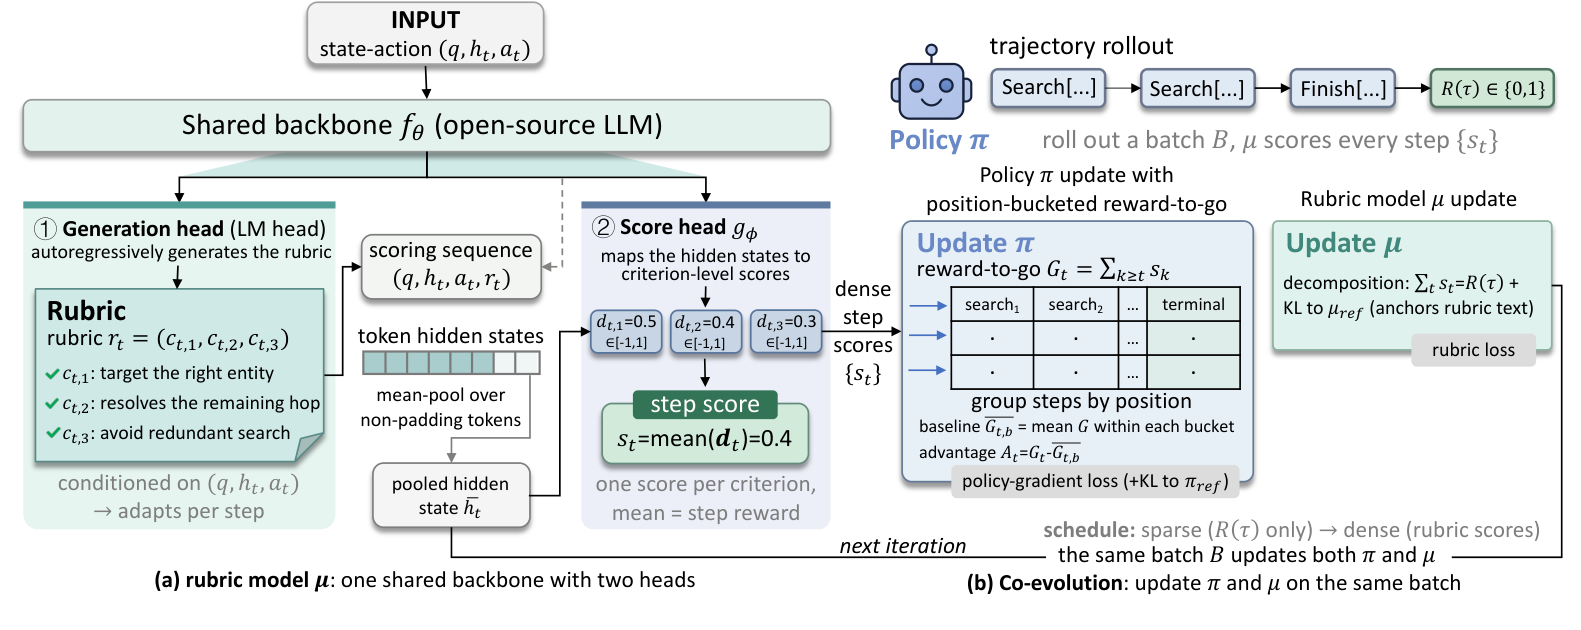 INPUT
state-action (q, h_t, a_t)
Shared backbone f_θ (open-source LLM)
① Generation head (LM head)
autoregressively generates the rubric
Rubric
rubric r_t = (c_{t,1}, c_{t,2}, c_{t,3})
✓ c_{t,1}: target the right entity
✓ c_{t,2}: resolves the remaining hop
✓ c_{t,3}: avoid redundant search
conditioned on (q, h_t, a_t)
→ adapts per step
scoring sequence
(q, h_t, a_t, r_t)
token hidden states
mean-pool over
non-padding tokens
pooled hidden
state h̄_t
② Score head g_ϕ
maps the hidden states to
criterion-level scores
d_{t,1}=0.5
∈[-1,1]
d_{t,2}=0.4
∈[-1,1]
d_{t,3}=0.3
∈[-1,1]
step score
s_t=mean(d_t)=0.4
one score per criterion,
mean = step reward
(a) rubric model μ: one shared backbone with two heads
dense
step
scores
{s_t}
Policy π
trajectory rollout
Search[...]
Search[...]
Finish[...]
R(τ) ∈ {0,1}
roll out a batch B, μ scores every step {s_t}
Policy π update with
position-bucketed reward-to-go
Update π
reward-to-go G_t = ∑_{k≥t} s_k
search₁ search₂ ... terminal
· · ... ·
· · ... ·
group steps by position
baseline \overline{G_{t,b}} = mean G within each bucket
advantage A_t=G_t-\overline{G_{t,b}}
policy-gradient loss (+KL to π_{ref})
Rubric model μ update
Update μ
decomposition: ∑_t s_t=R(τ) +
KL to μ_{ref} (anchors rubric text)
rubric loss
schedule: sparse (R(τ) only) → dense (rubric scores)
next iteration
the same batch B updates both π and μ
(b) Co-evolution: update π and μ on the same batch